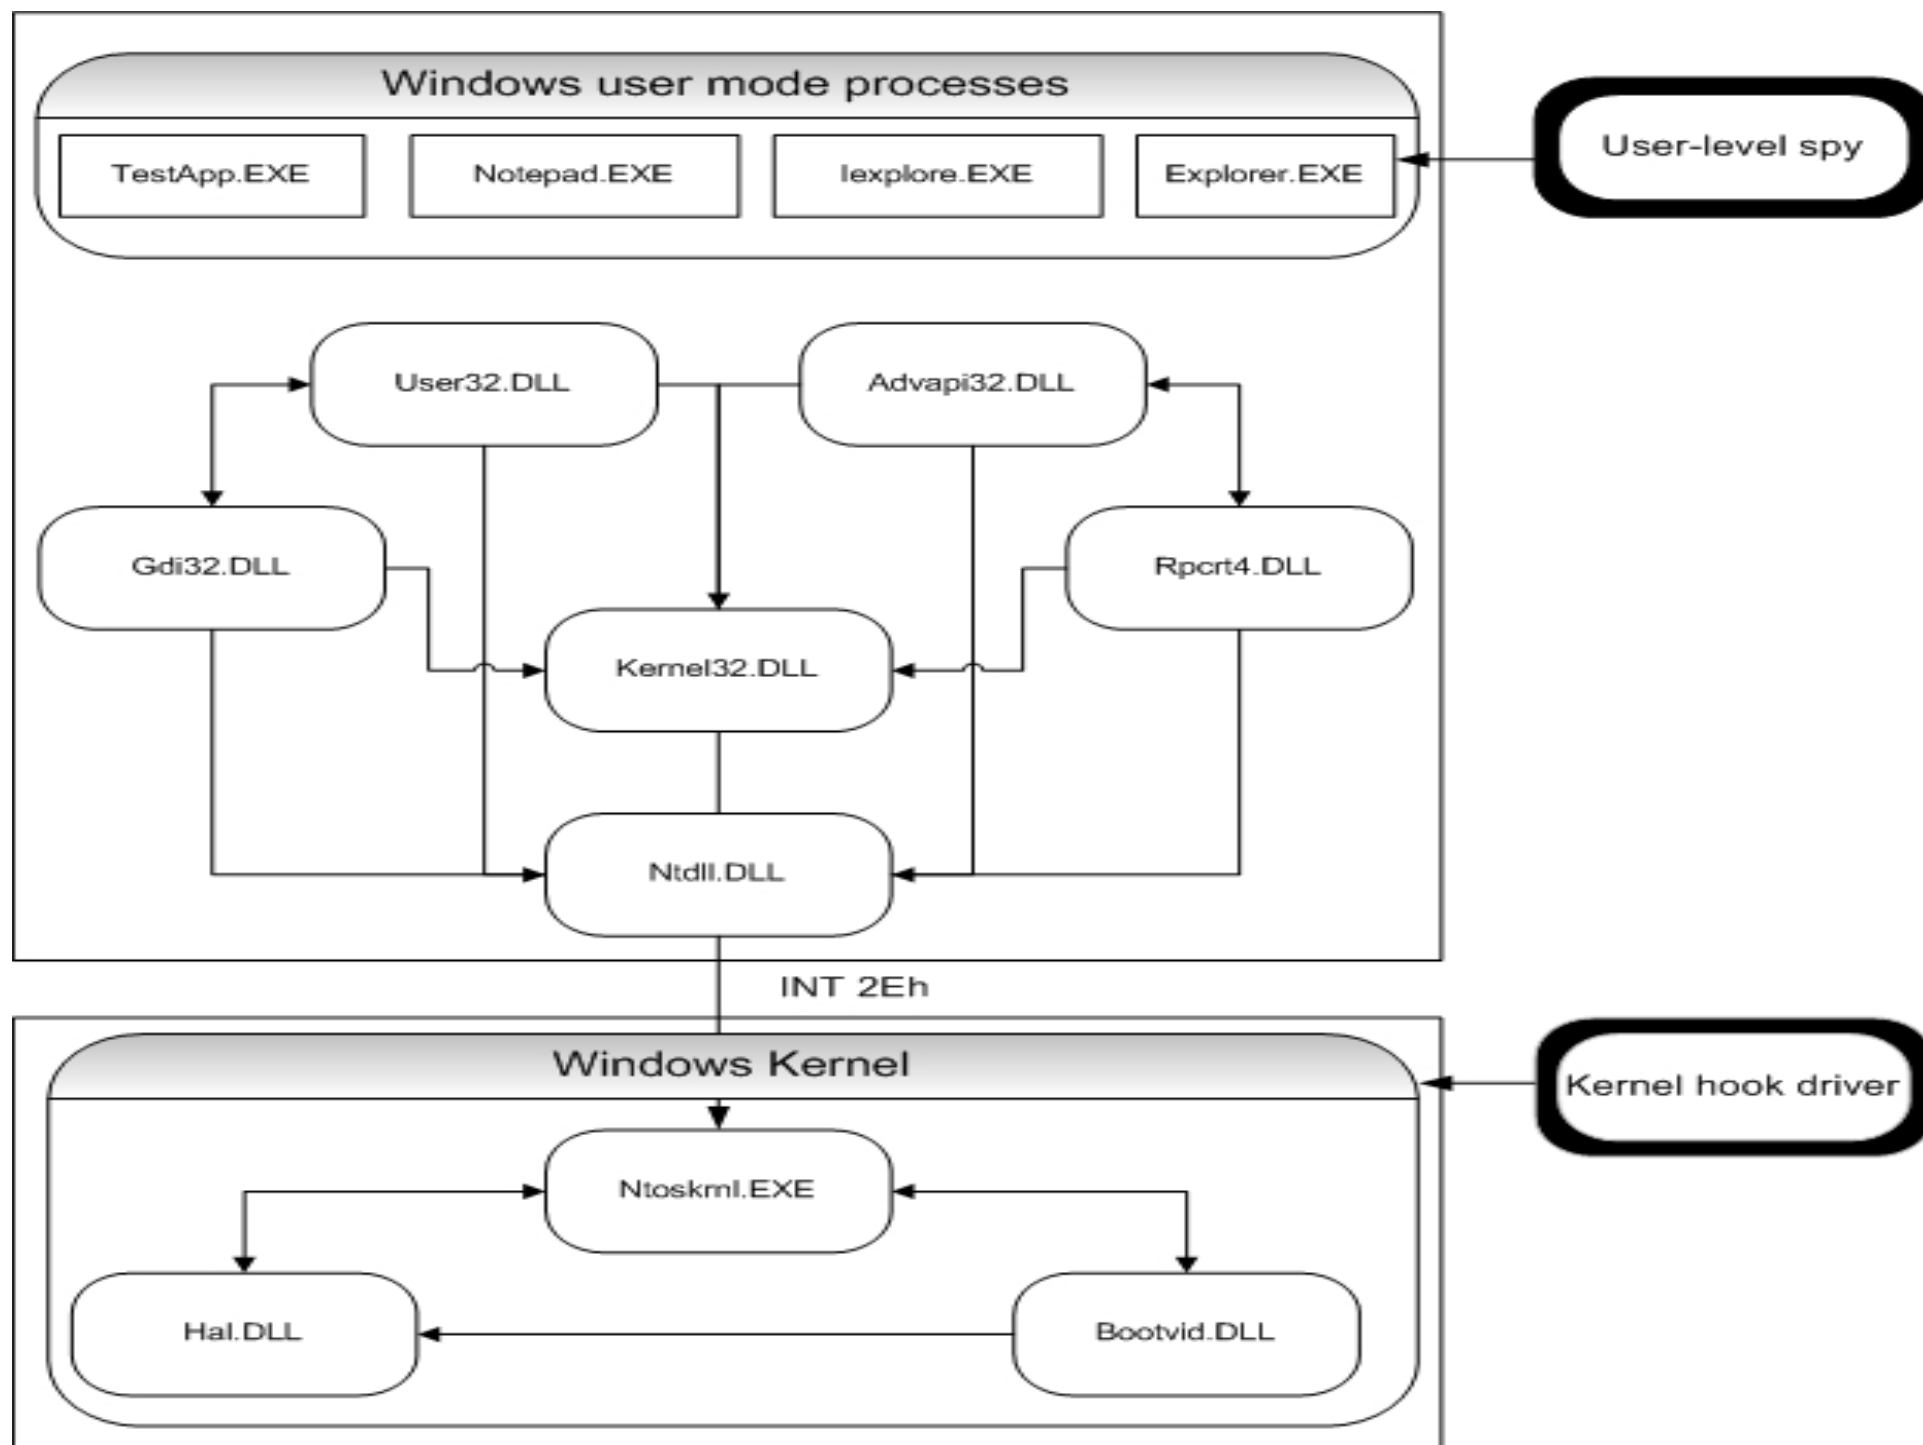 Windows user mode processes
TestApp.EXE
Notepad.EXE
Iexplore.EXE
Explorer.EXE
User-level spy
User32.DLL
Advapi32.DLL
Gdi32.DLL
Rpcrt4.DLL
Kernel32.DLL
Ntdll.DLL
INT 2Eh
Windows Kernel
Kernel hook driver
Ntoskrnl.EXE
Hal.DLL
Bootvid.DLL